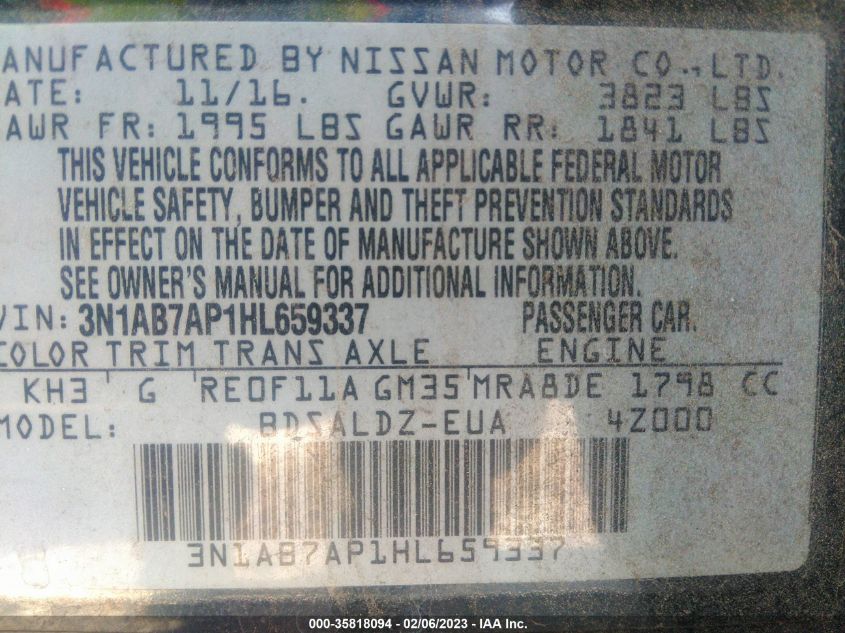 ANUFACTURED BY NISSAN MOTOR CO., LTD.
ATE: 11/16. GVWR: 3823 LBS
AWR FR: 1995 LBS GAWR RR: 1841 LBS
THIS VEHICLE CONFORMS TO ALL APPLICABLE FEDERAL MOTOR
VEHICLE SAFETY, BUMPER AND THEFT PREVENTION STANDARDS
IN EFFECT ON THE DATE OF MANUFACTURE SHOWN ABOVE.
SEE OWNER'S MANUAL FOR ADDITIONAL INFORMATION.
VIN: 3N1AB7AP1HL659337 PASSENGER CAR.
COLOR TRIM TRANS AXLE ENGINE
KH3 G RE0F11A GM35 MRA8DE 1798 CC
MODEL: BDSALDZ-EUA 4Z000
3N1AB7AP1HL659337
000-35818094 - 02/06/2023 - IAA Inc.